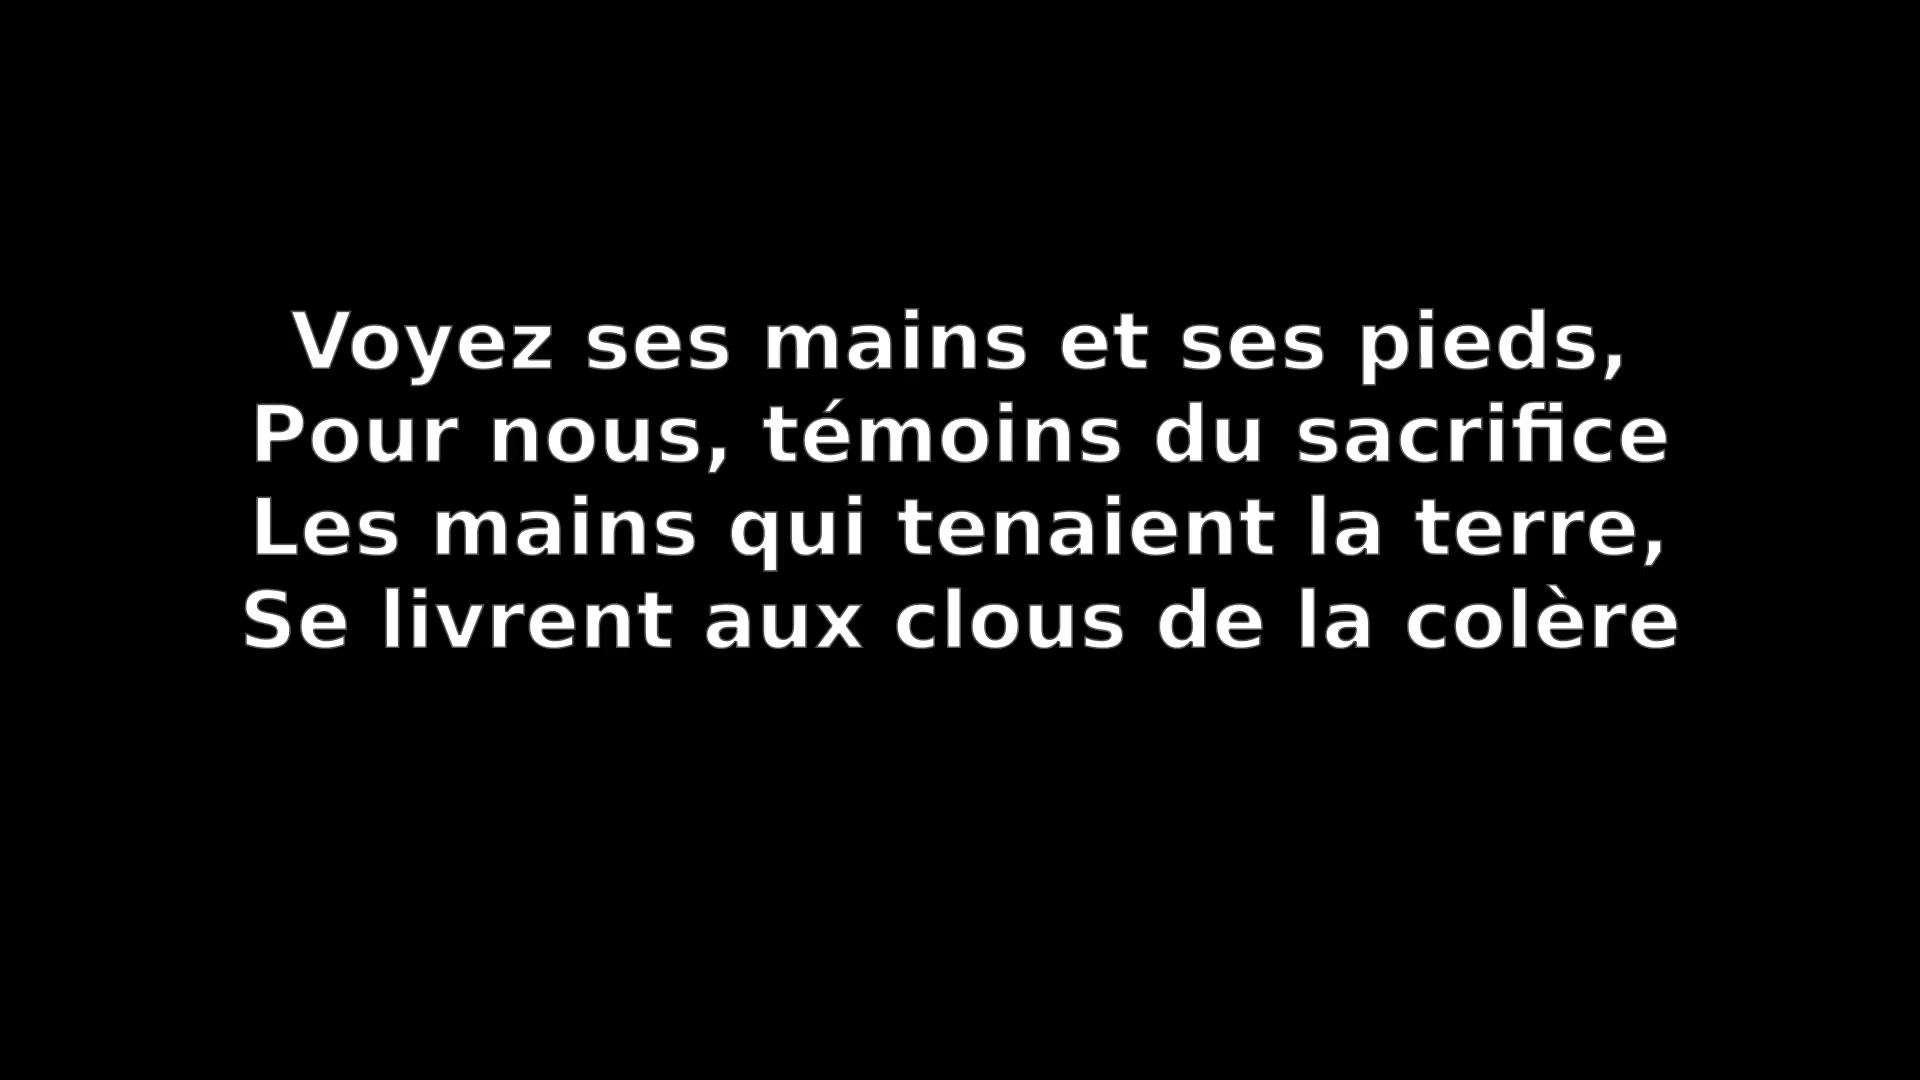 Voyez ses mains et ses pieds,
Pour nous, témoins du sacrifice
Les mains qui tenaient la terre,
Se livrent aux clous de la colère